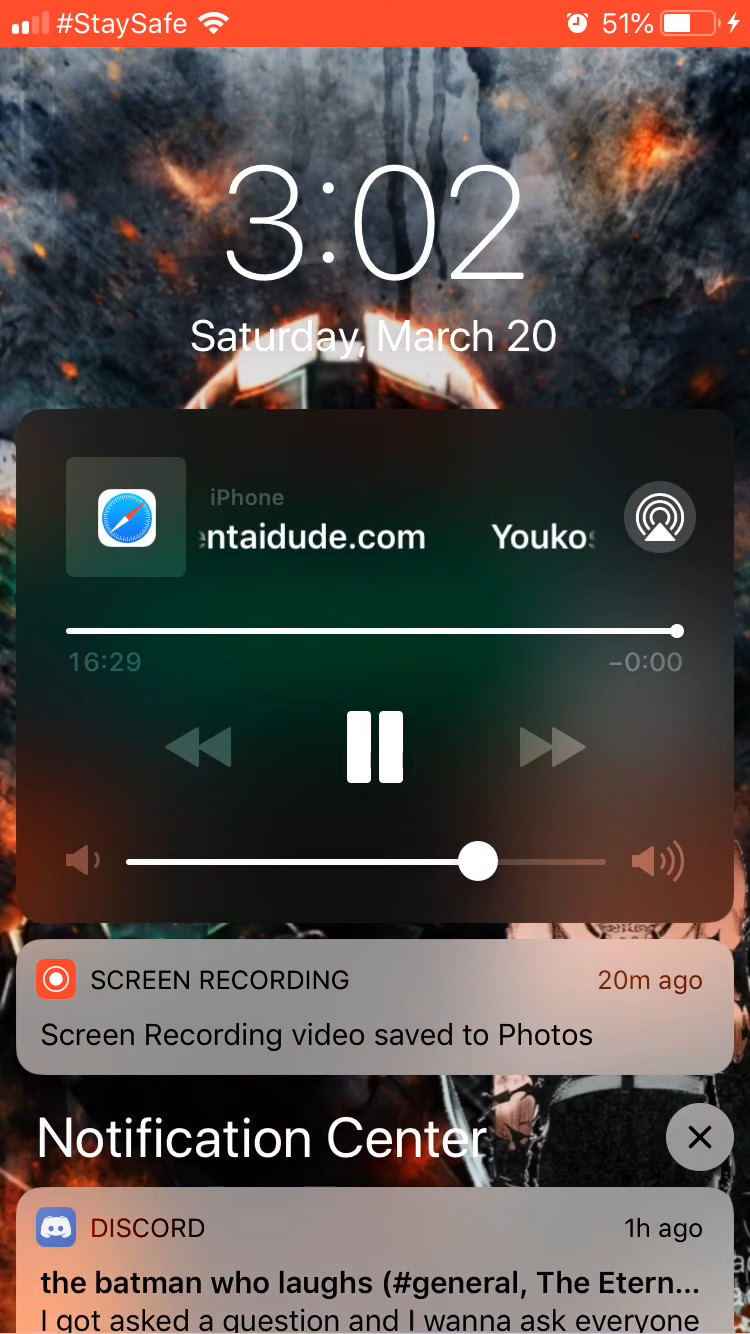 #StaySafe 51%
3:02
Saturday, March 20
iPhone
entaidude.com Youkos
16:29 -0:00
SCREEN RECORDING 20m ago
Screen Recording video saved to Photos
Notification Center
DISCORD 1h ago
the batman who laughs (#general, The Etern...
I got asked a question and I wanna ask everyone